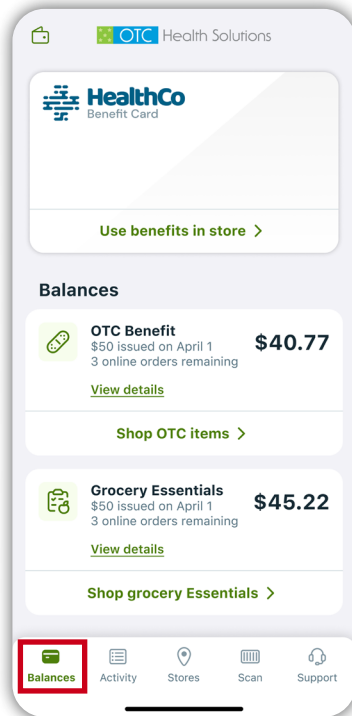 OTC Health Solutions
HealthCo
Benefit Card
Use benefits in store >
Balances
OTC Benefit
$50 issued on April 1
3 online orders remaining
$40.77
View details
Shop OTC items >
Grocery Essentials
$50 issued on April 1
3 online orders remaining
$45.22
View details
Shop grocery Essentials >
Balances Activity Stores Scan Support